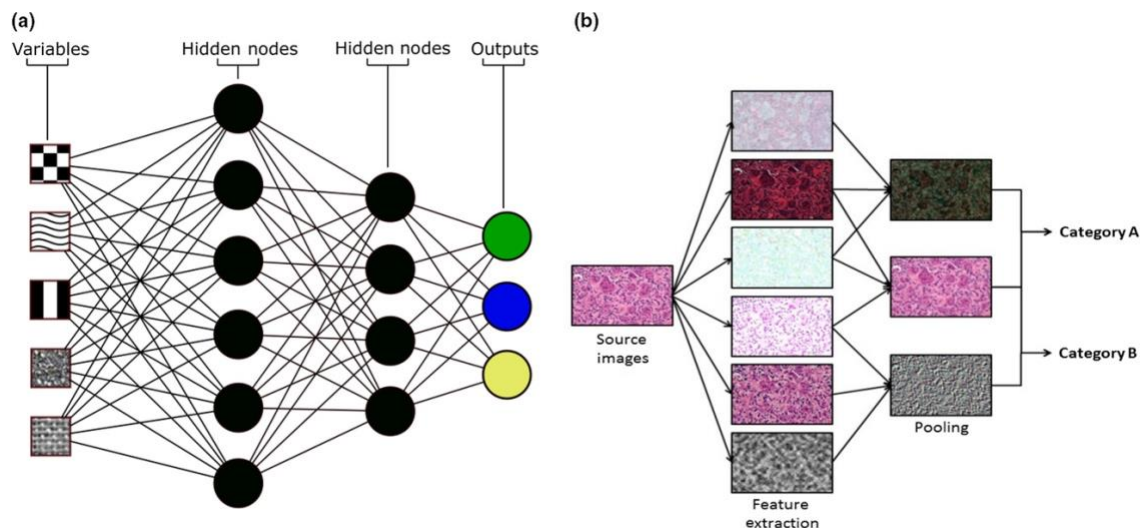 (a)
Variables
Hidden nodes
Hidden nodes
Outputs
(b)
Source
images
Feature
extraction
Pooling
Category A
Category B